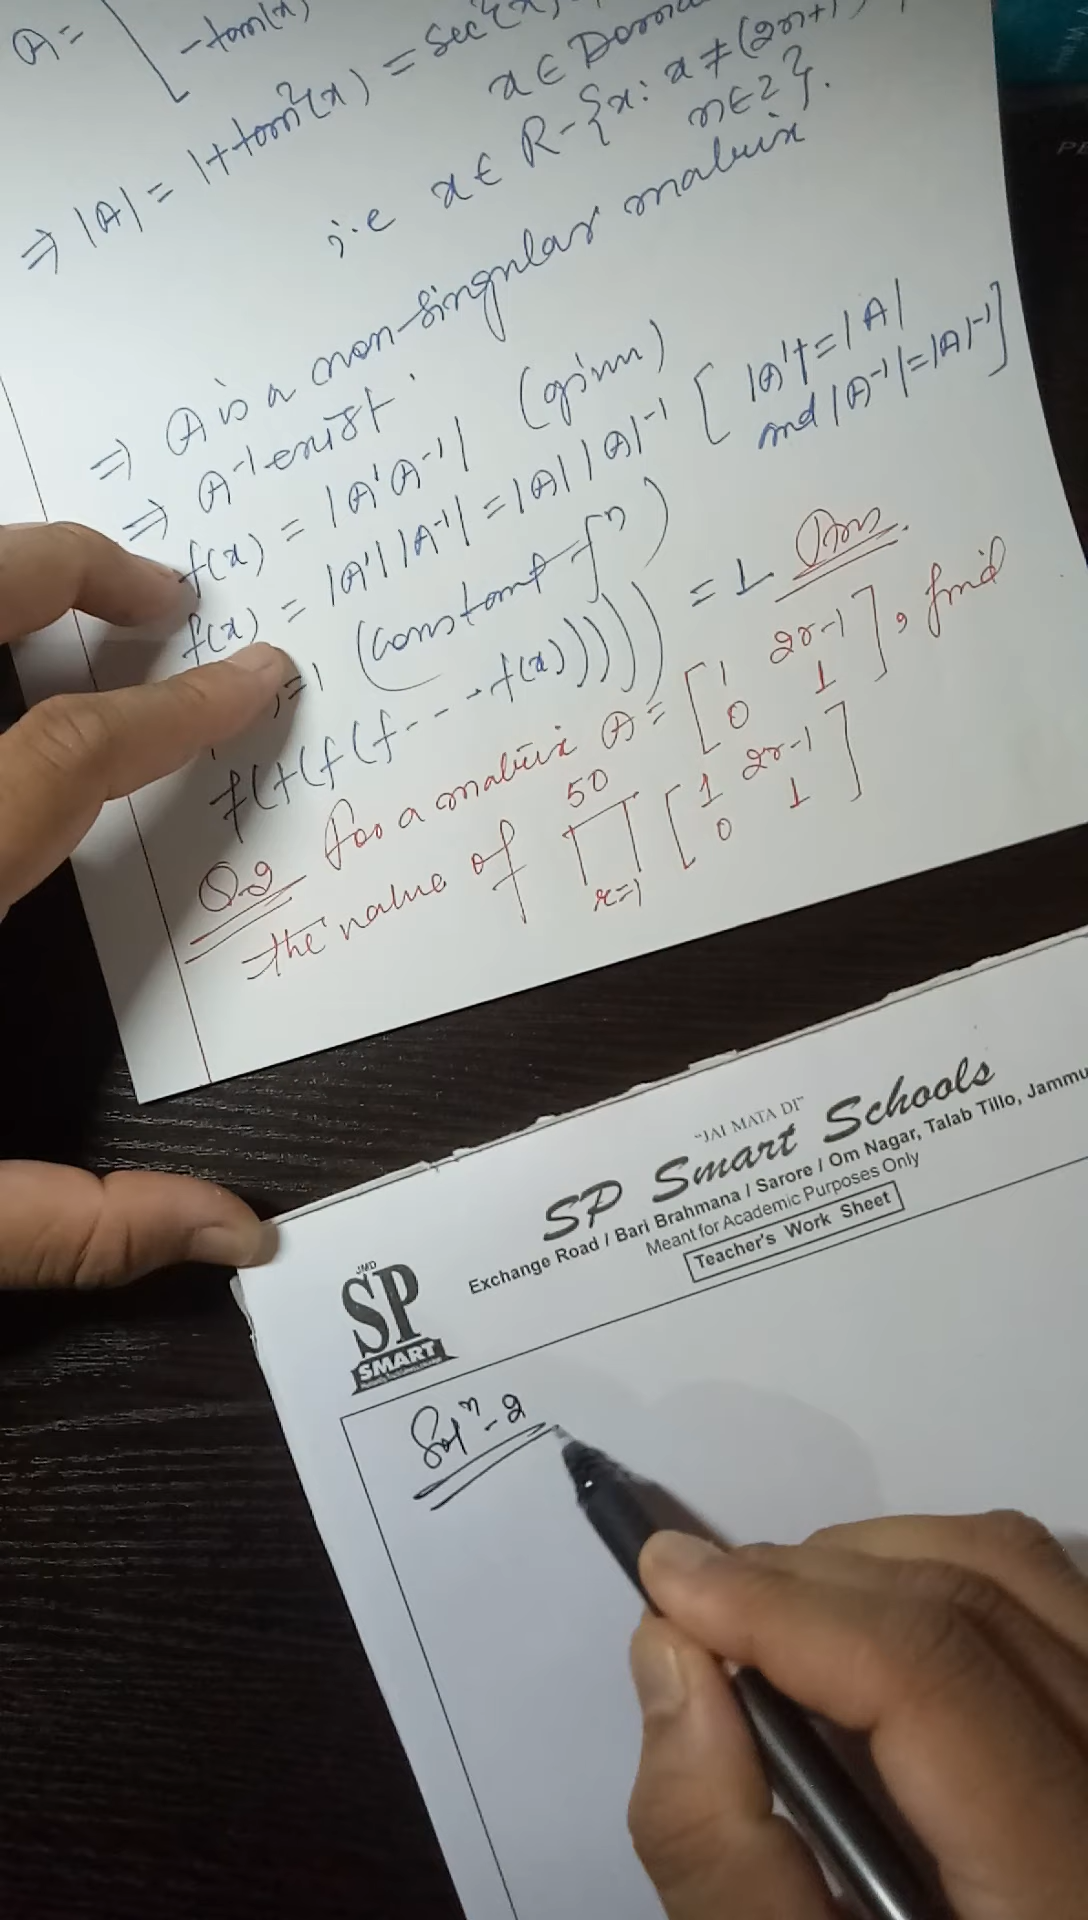 A = [ -tan(x)
⇒ |A| = 1+tan²(x) = sec²(x)
x ∈ Domain
i.e x ∈ R-{x: x ≠ (2n+1)
n∈Z}.
⇒ A is a non-singular matrix
⇒ A⁻¹ exist
f(x) = |A'A⁻¹| (given)
f(x) = |A'||A⁻¹| = |A||A|⁻¹ [ |A'| = |A|
and |A⁻¹| = |A|⁻¹ ]
=1 (constant fⁿ)
f(f(f(f---f(x))))) = 1 Ans.
Q2 For a matrix A = [ 1 2r-1
0 1 ], find
the value of 50 ∏ r=1 [ 1 2r-1
0 1 ]
"JAI MATA DI"
SP Smart Schools
Exchange Road / Bari Brahmana / Sarore / Om Nagar, Talab Tillo, Jammu
Meant for Academic Purposes Only
Teacher's Work Sheet
JMD
SP
SMART
Solⁿ-2